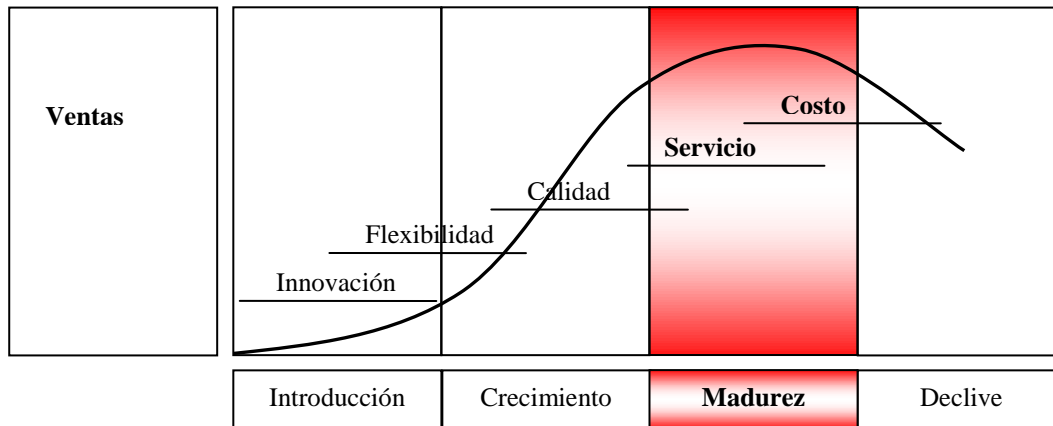 Ventas
Costo
Servicio
Calidad
Flexibilidad
Innovación
Introducción
Crecimiento
Madurez
Declive